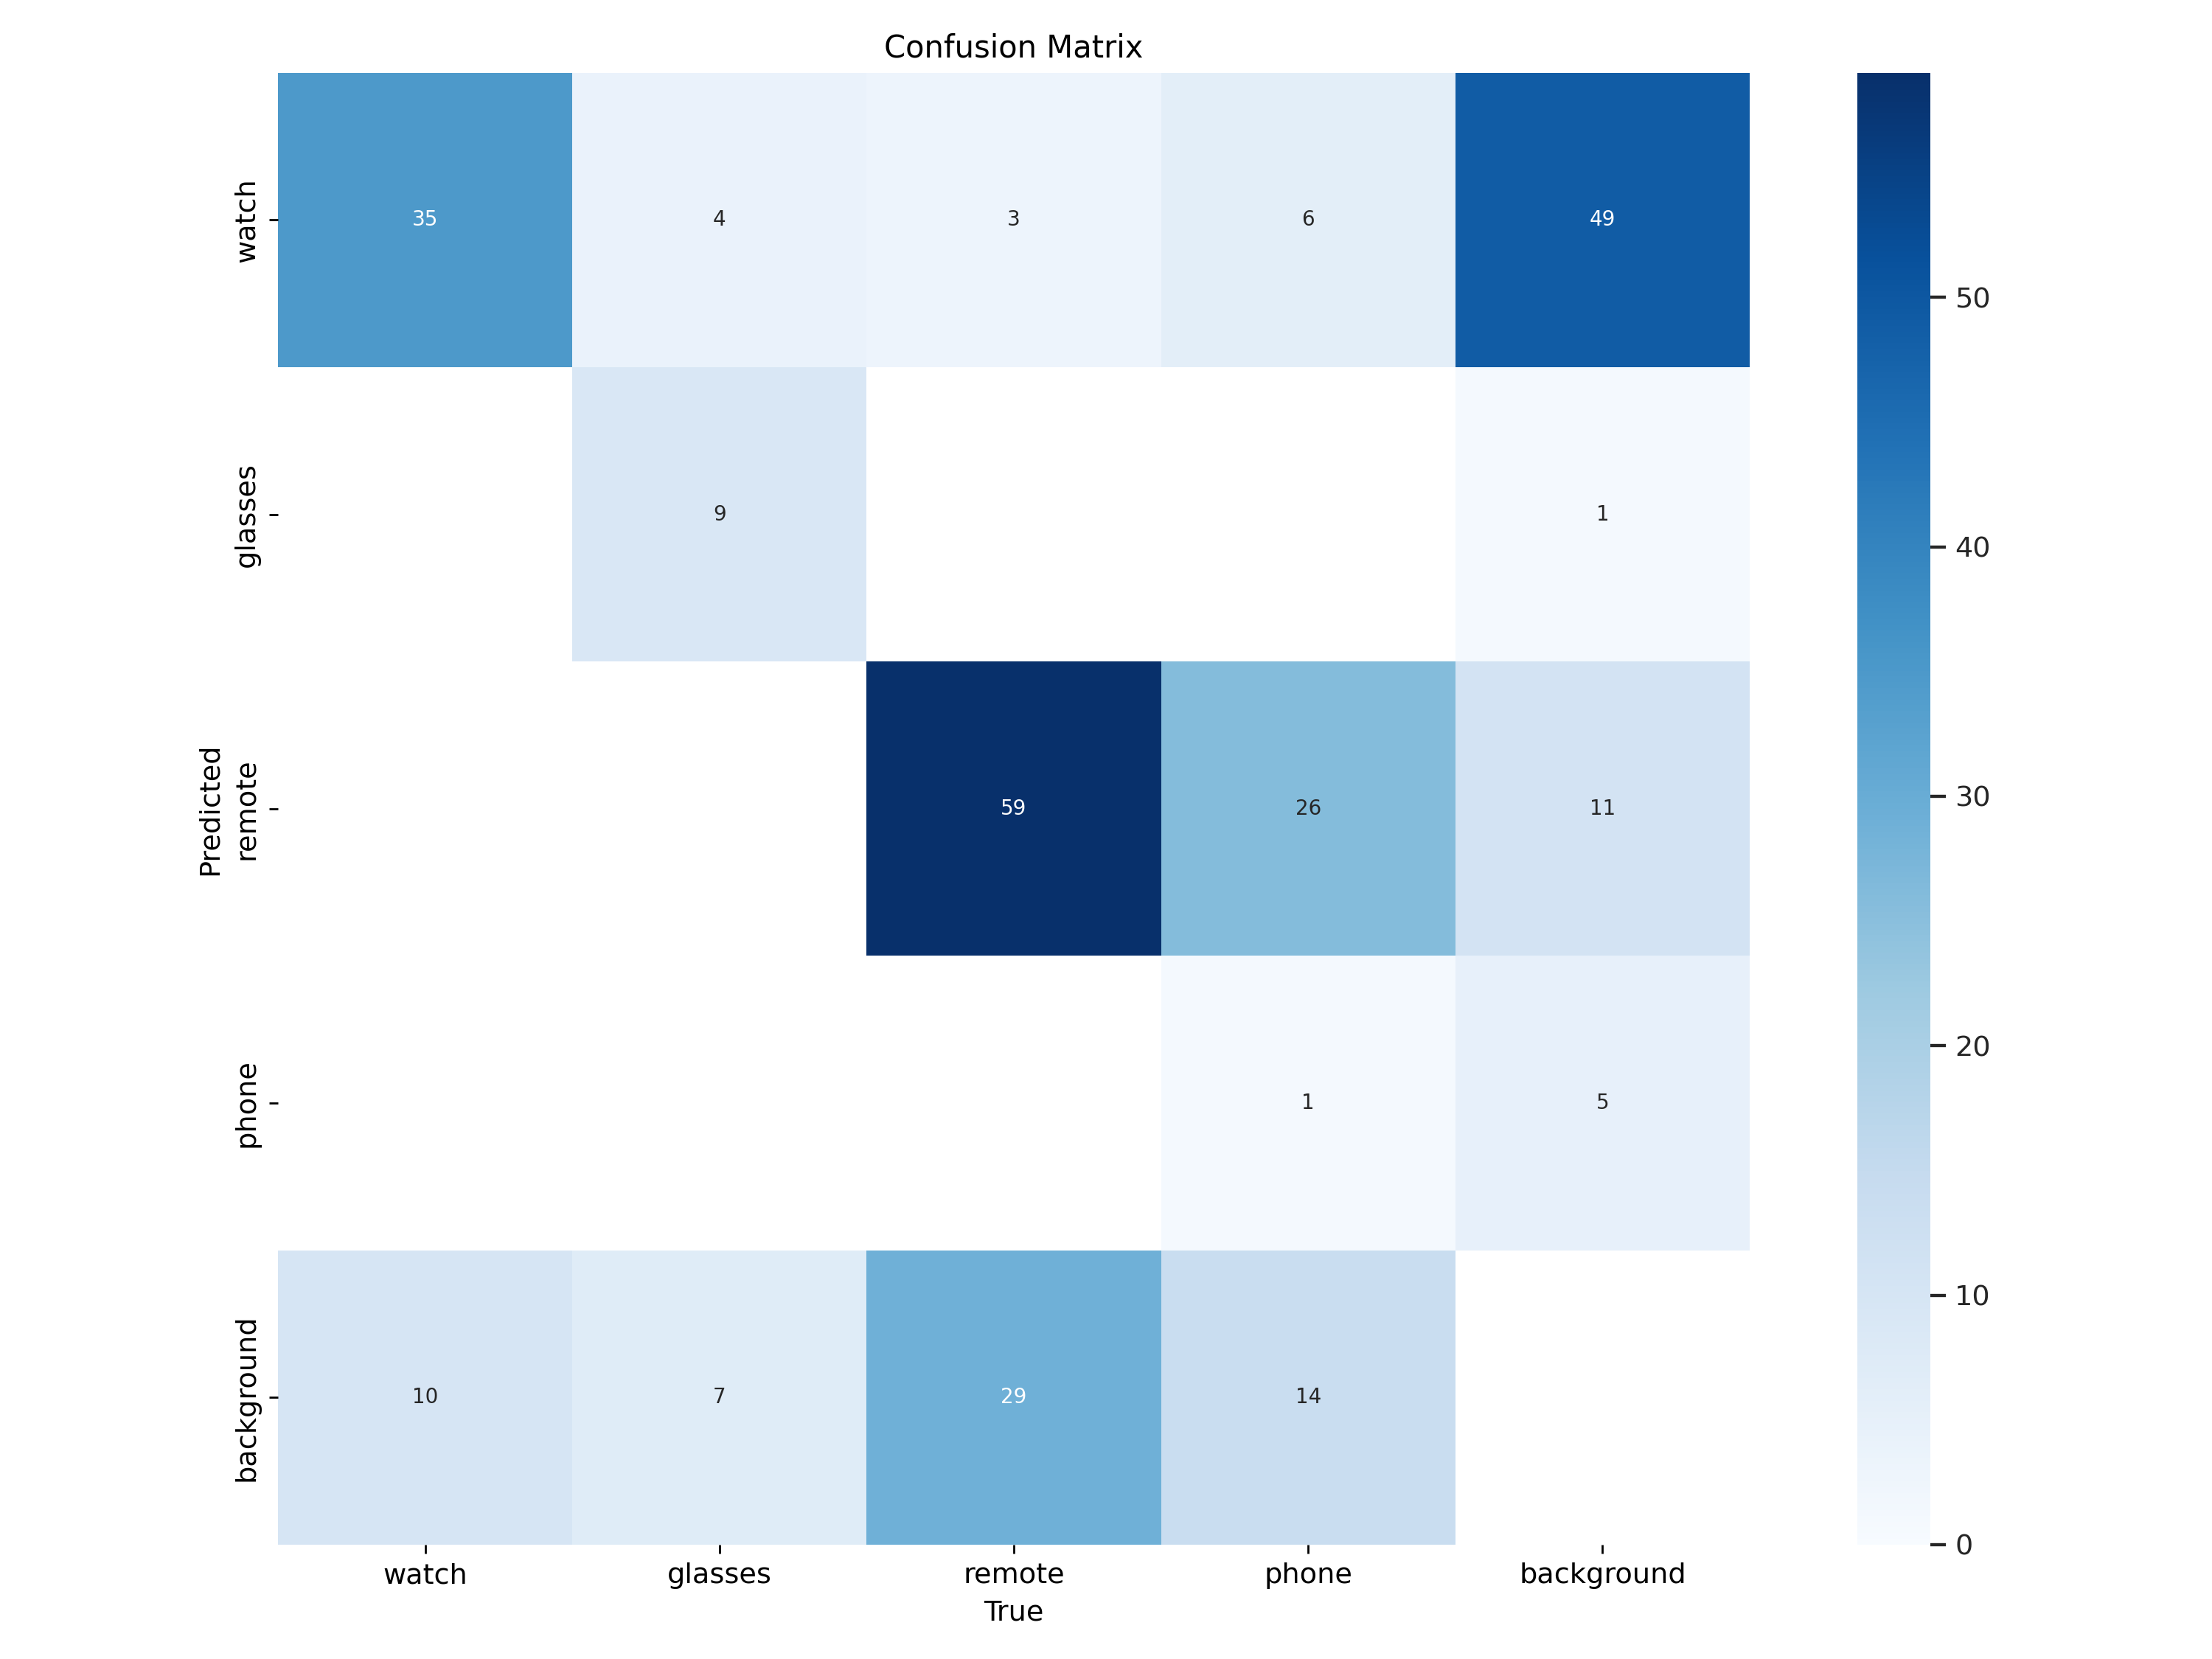 Confusion Matrix
watch
35
4
3
6
49
50
glasses
9
1
40
Predicted
remote
59
26
11
30
phone
1
5
20
background
10
7
29
14
10
0
watch
glasses
remote
phone
background
True